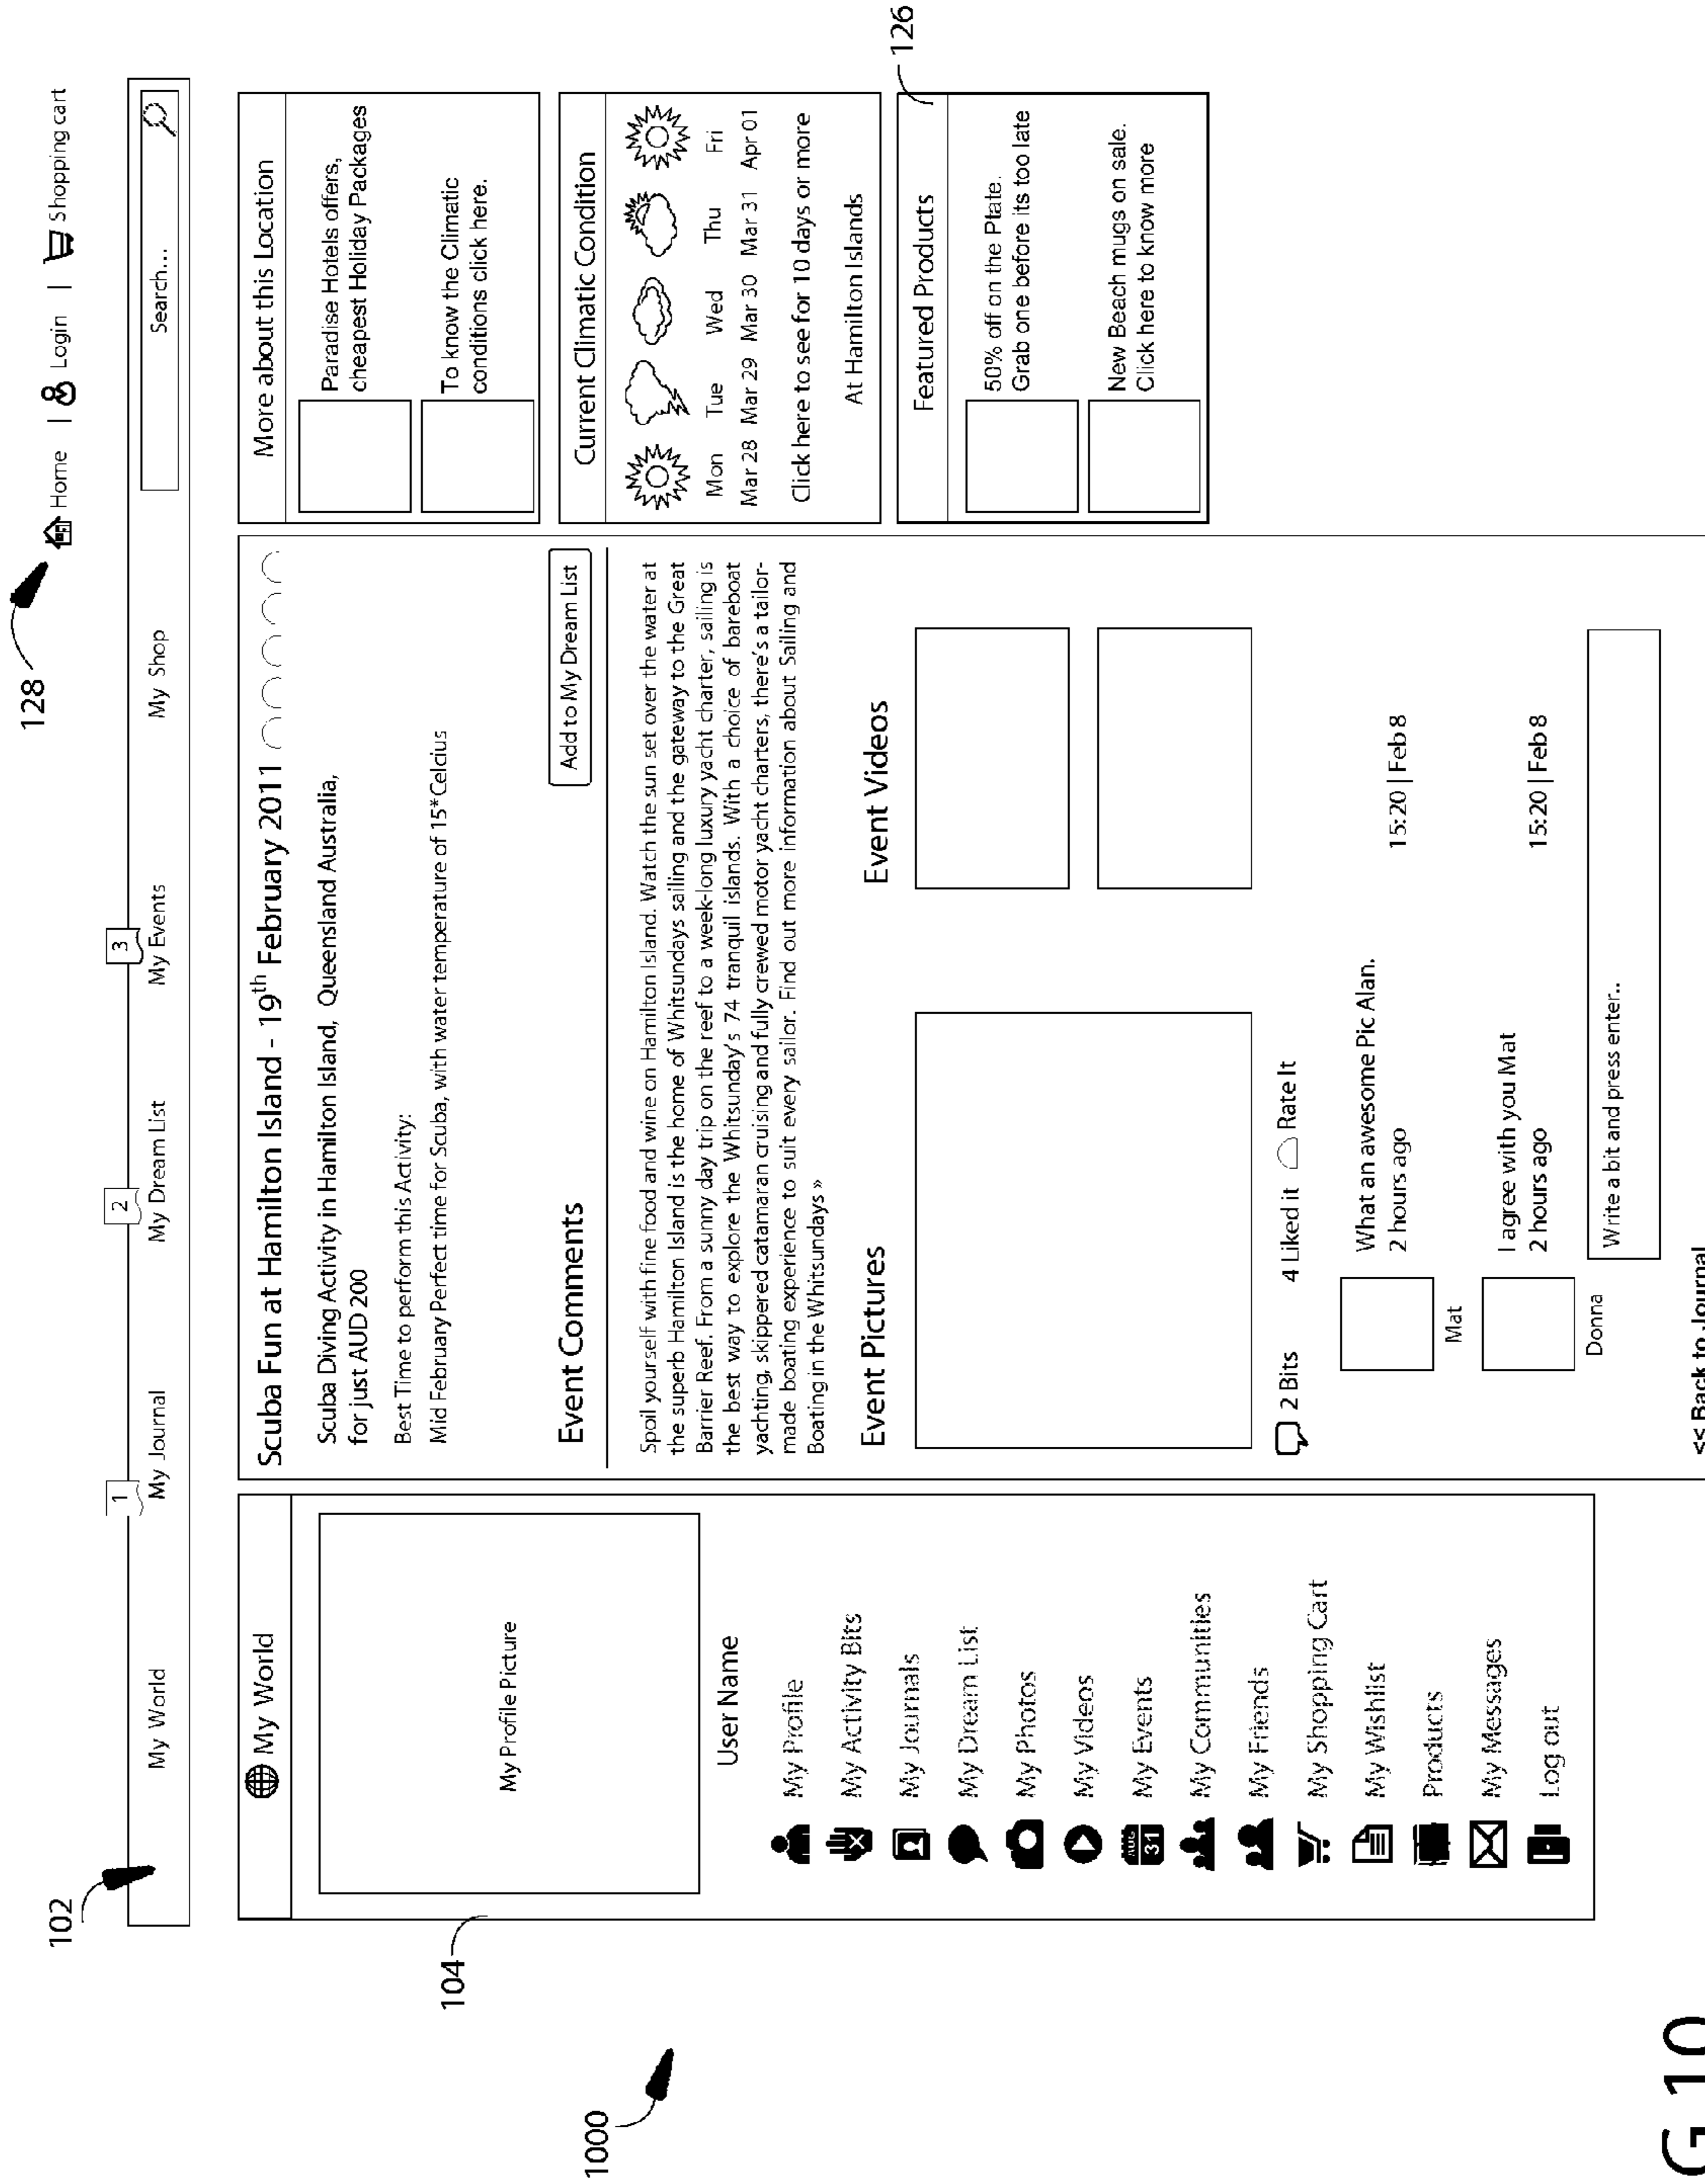 128
Home | Login | Shopping cart
102
1
2
3
My World
My Journal
My Dream List
My Events
My Shop
Search...
1000
104
My World
My Profile Picture
User Name
My Profile
My Activity Bits
My Journals
My Dream List
My Photos
My Videos
AUG
31
My Events
My Communities
My Friends
My Shopping Cart
My Wishlist
Products
My Messages
Log out
Scuba Fun at Hamilton Island - 19th February 2011
Scuba Diving Activity in Hamilton Island, Queensland Australia,
for just AUD 200
Best Time to perform this Activity:
Mid February Perfect time for Scuba, with water temperature of 15*Celcius
Event Comments
Add to My Dream List
Spoil yourself with fine food and wine on Hamilton Island. Watch the sun set over the water at
the superb Hamilton Island is the home of Whitsundays sailing and the gateway to the Great
Barrier Reef. From a sunny day trip on the reef to a week-long luxury yacht charter, sailing is
the best way to explore the Whitsunday's 74 tranquil islands. With a choice of bareboat
yachting, skippered catamaran cruising and fully crewed motor yacht charters, there's a tailor-
made boating experience to suit every sailor. Find out more information about Sailing and
Boating in the Whitsundays »
Event Pictures
Event Videos
2 Bits
4 Liked it
Rate It
What an awesome Pic Alan.
2 hours ago
15:20 | Feb 8
Mat
I agree with you Mat
2 hours ago
15:20 | Feb 8
Donna
Write a bit and press enter..
<< Back to Journal
More about this Location
Paradise Hotels offers,
cheapest Holiday Packages
To know the Climatic
conditions click here.
Current Climatic Condition
Mon Tue Wed Thu Fri
Mar 28 Mar 29 Mar 30 Mar 31 Apr 01
Click here to see for 10 days or more
At Hamilton Islands
126
Featured Products
50% off on the Ptate.
Grab one before its too late
New Beach mugs on sale.
Click here to know more
G 10